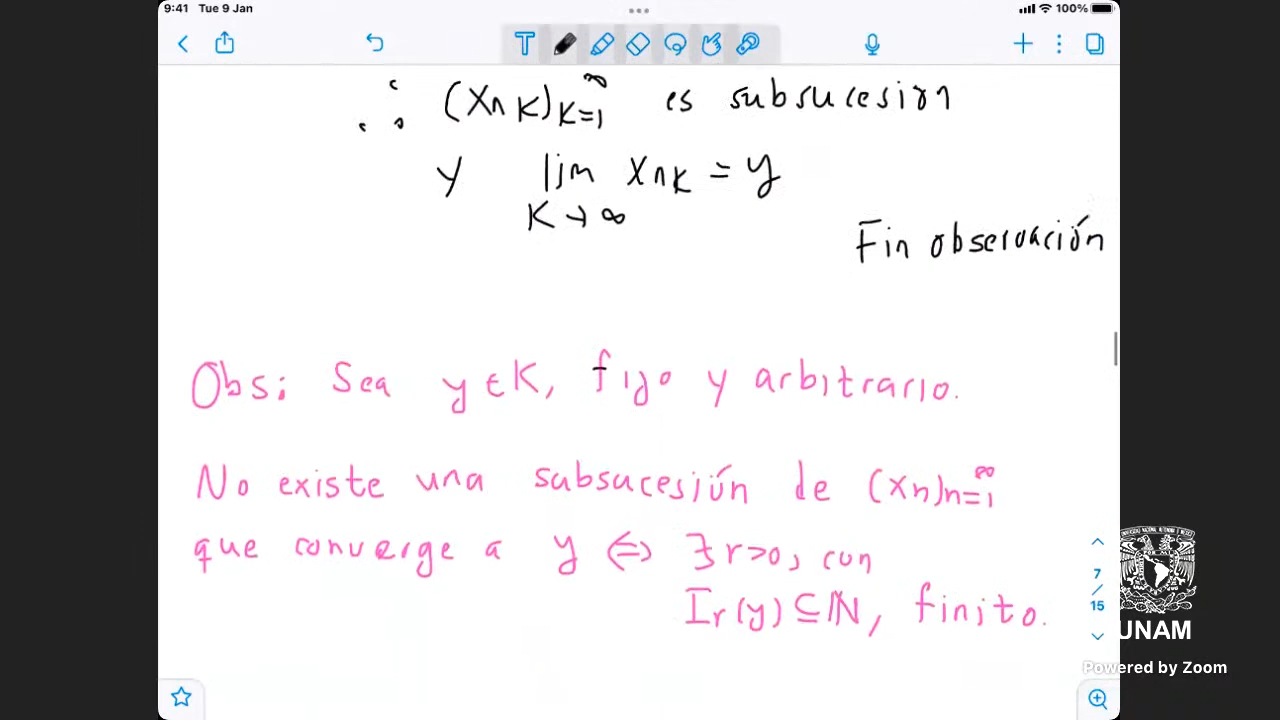 9:41 Tue 9 Jan
100%
∴ (Xnk)k=1^∞ es subsucesion
y lim Xnk = y
K→∞
Fin observación
Obs: Sea y∈K, fijo y arbitrario.
No existe una subsucesión de (Xn)n=1^∞
que converge a y ⇔ ∃r>0, con
Ir(y)⊆ℕ, finito.
7
/
15
UNAM
Powered by Zoom